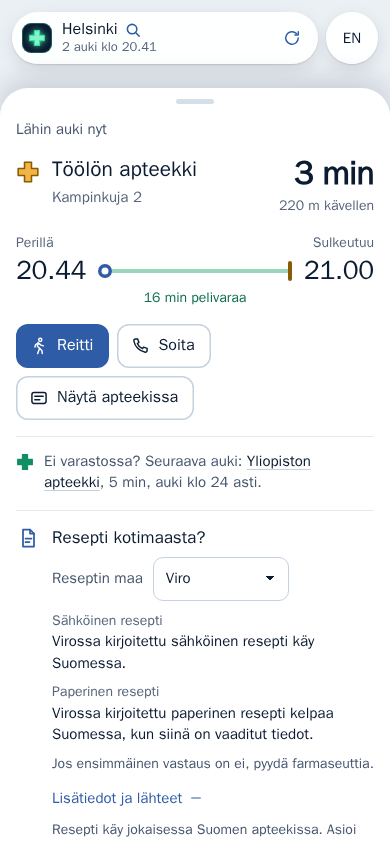 Helsinki
2 auki klo 20.41
EN
Lähin auki nyt
Töölön apteekki
3 min
Kampinkuja 2
220 m kävellen
Perillä
Sulkeutuu
20.44
21.00
16 min pelivaraa
Reitti
Soita
Näytä apteekissa
Ei varastossa? Seuraava auki: Yliopiston
apteekki, 5 min, auki klo 24 asti.
Resepti kotimaasta?
Reseptin maa
Viro
Sähköinen resepti
Virossa kirjoitettu sähköinen resepti käy
Suomessa.
Paperinen resepti
Virossa kirjoitettu paperinen resepti kelpaa
Suomessa, kun siinä on vaaditut tiedot.
Jos ensimmäinen vastaus on ei, pyydä farmaseuttia.
Lisätiedot ja lähteet −
Resepti käy jokaisessa Suomen apteekissa. Asioi